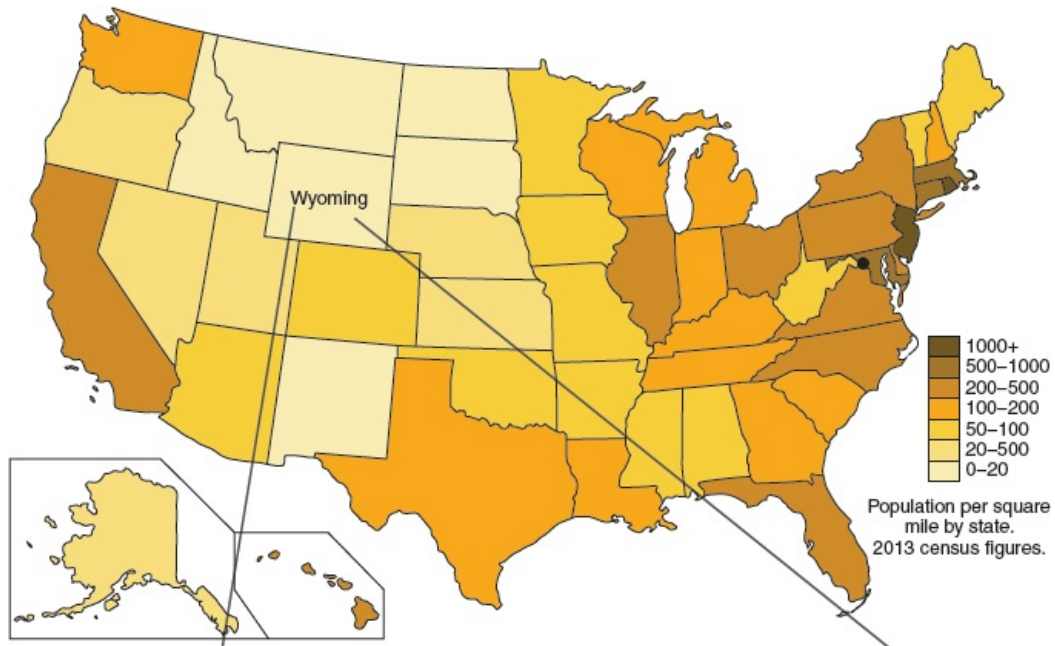 Wyoming
1000+
500–1000
200–500
100–200
50–100
20–500
0–20
Population per square
mile by state.
2013 census figures.